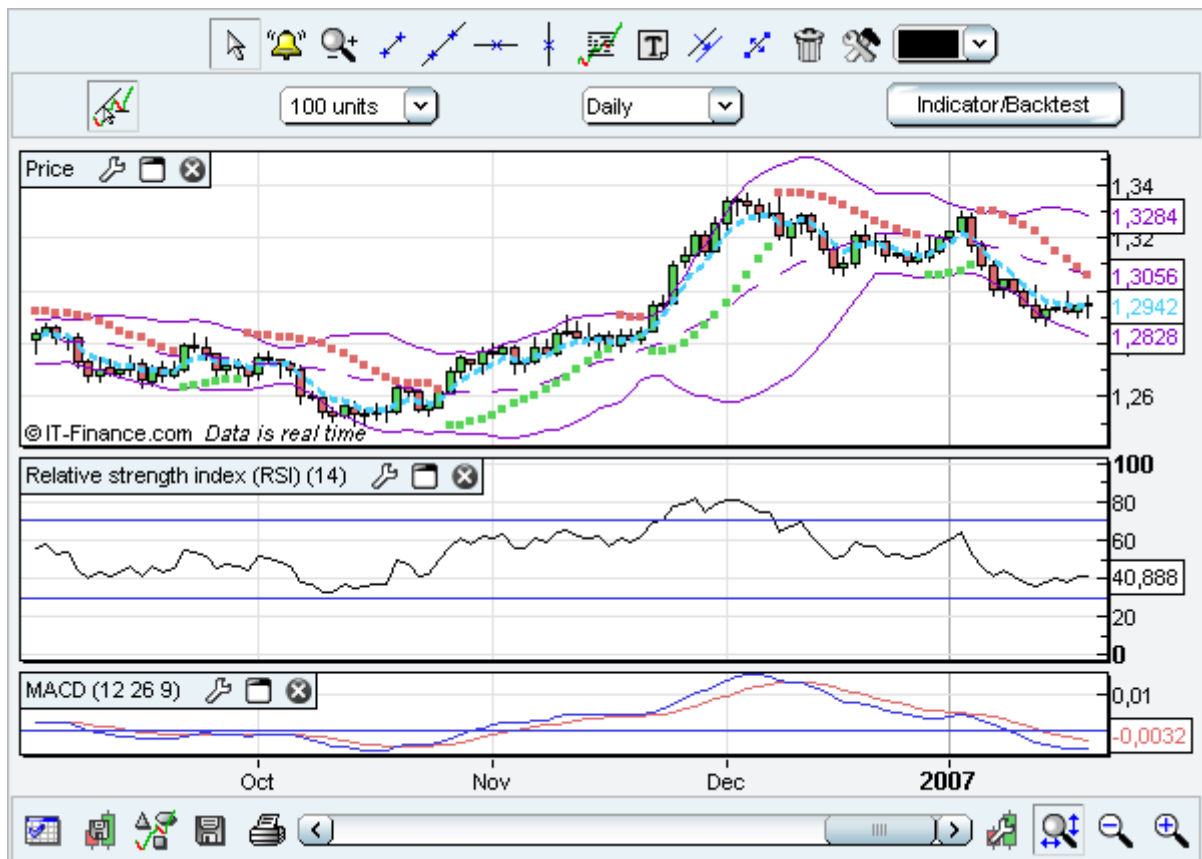 100 units
Daily
Indicator/Backtest
Price
1,34
1,3284
1,32
1,3056
1,2942
1,2828
1,26
© IT-Finance.com Data is real time
Relative strength index (RSI) (14)
100
80
60
40,888
20
0
MACD (12 26 9)
0,01
-0,0032
Oct
Nov
Dec
2007